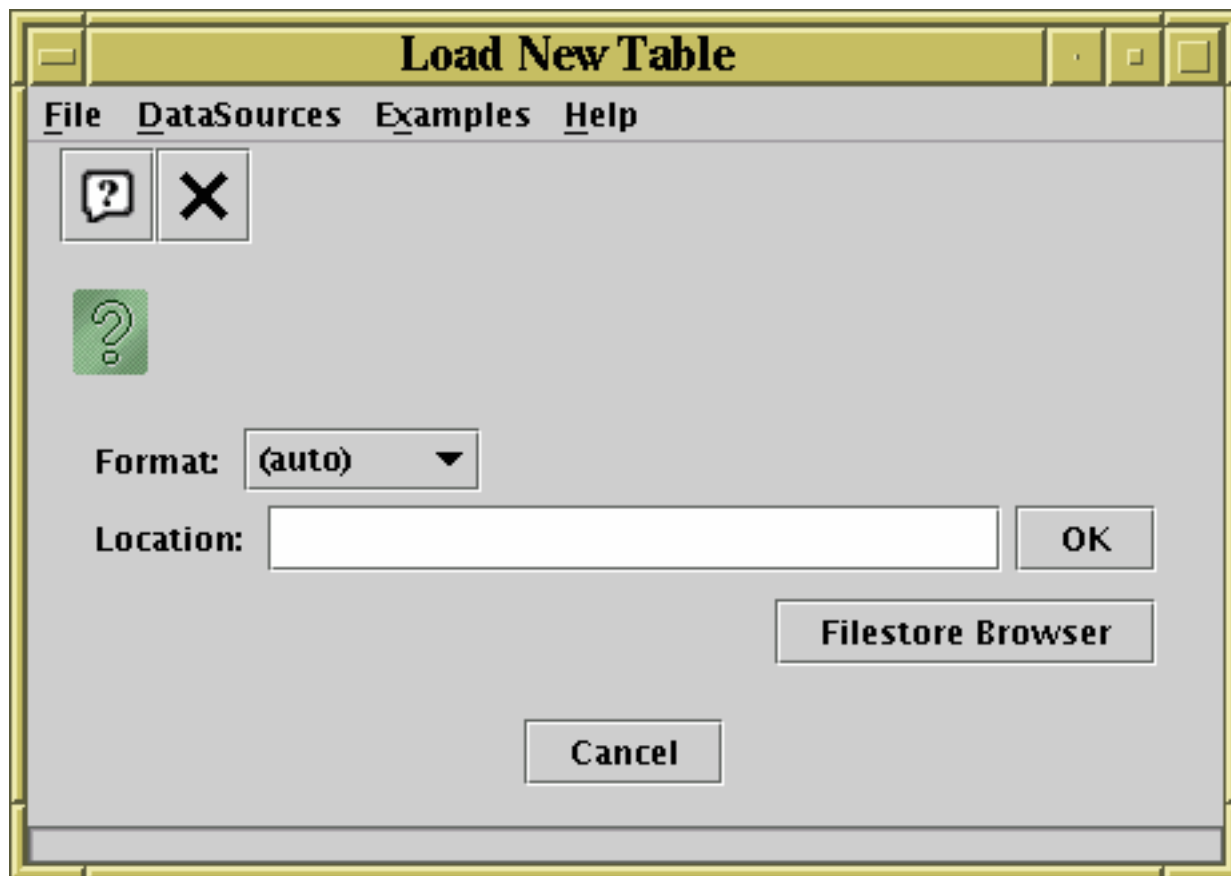 Load New Table
File DataSources Examples Help
Format: (auto)
Location: OK
Filestore Browser
Cancel